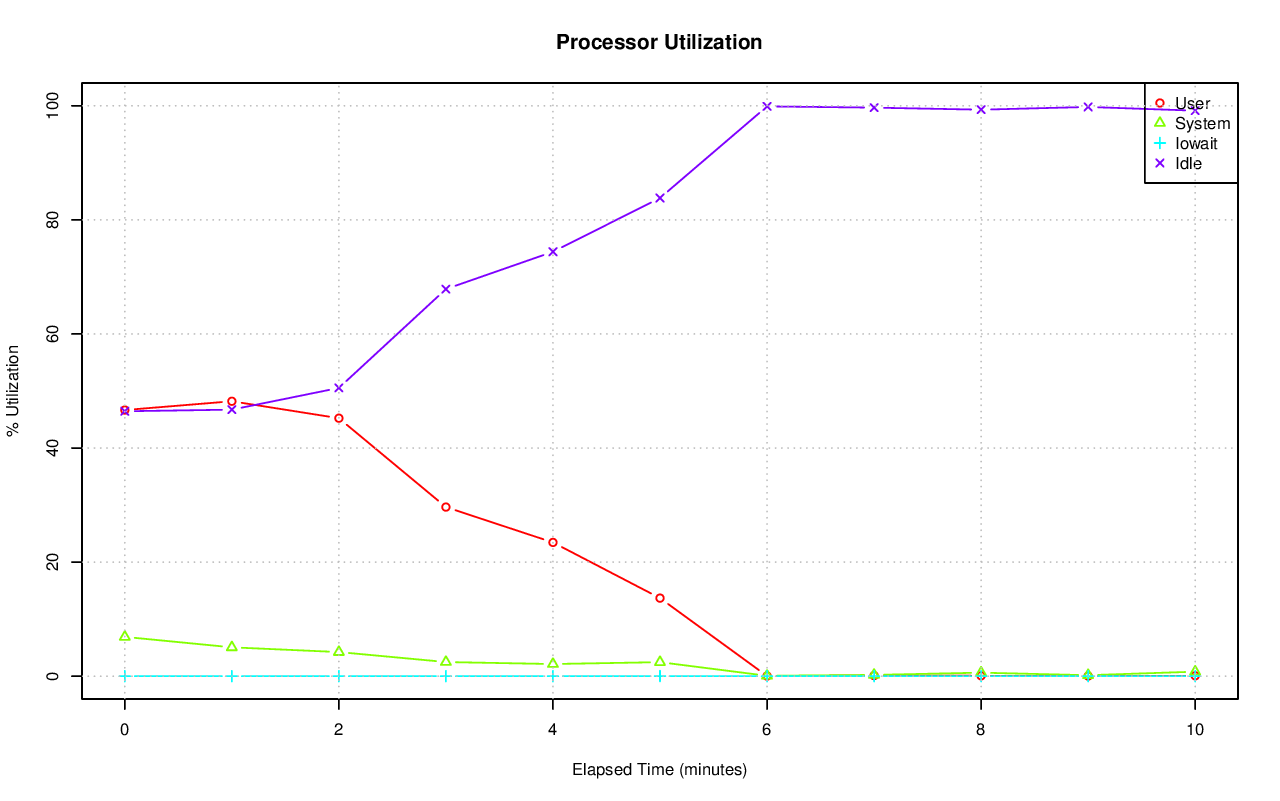 Processor Utilization
% Utilization
100
80
60
40
20
0
User
System
Iowait
Idle
0 2 4 6 8 10
Elapsed Time (minutes)